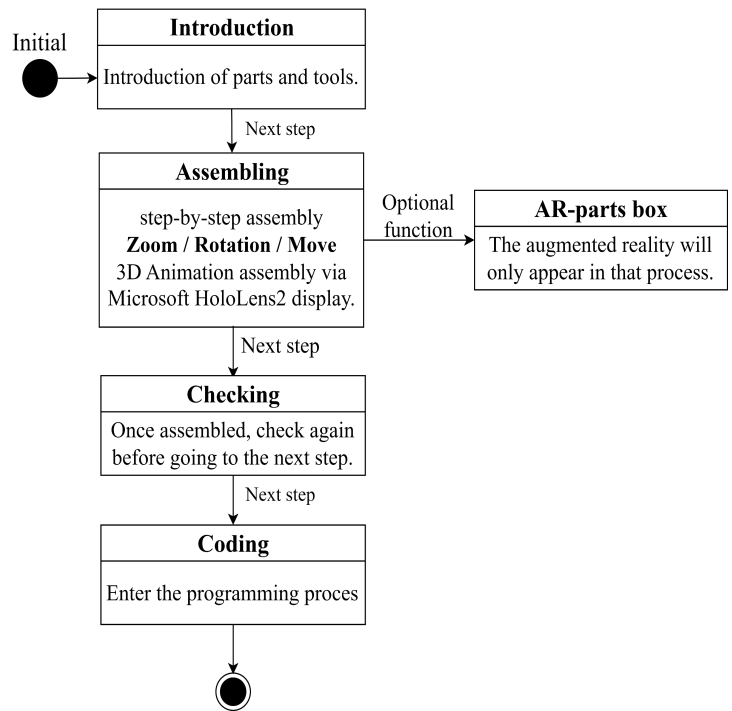 Initial
Introduction
Introduction of parts and tools.
Next step
Assembling
step-by-step assembly
Zoom / Rotation / Move
3D Animation assembly via
Microsoft HoloLens2 display.
Optional
function
AR-parts box
The augmented reality will
only appear in that process.
Next step
Checking
Once assembled, check again
before going to the next step.
Next step
Coding
Enter the programming proces